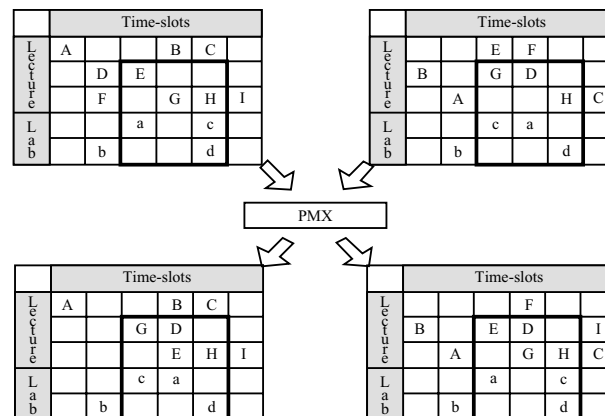 Time-slots
Lecture
A B C
D E
F G H I
Lab
a c
b d
Time-slots
Lecture
E F
B G D
A H C
Lab
c a
b d
PMX
Time-slots
Lecture
A B C
G D
E H I
Lab
c a
b d
Time-slots
Lecture
F
B E D I
A G H C
Lab
a c
b d